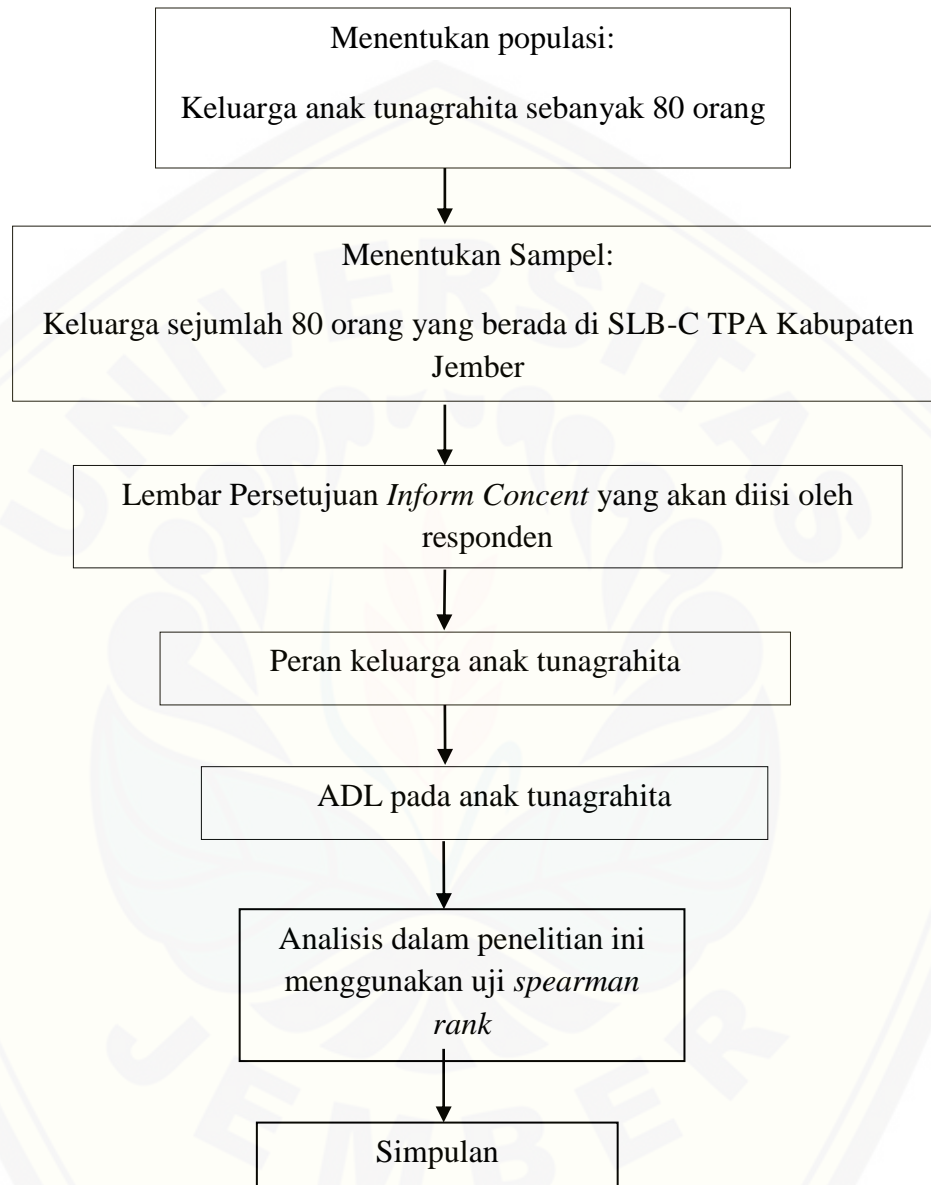 Menentukan populasi:
Keluarga anak tunagrahita sebanyak 80 orang
Menentukan Sampel:
Keluarga sejumlah 80 orang yang berada di SLB-C TPA Kabupaten
Jember
Lembar Persetujuan Inform Concent yang akan diisi oleh
responden
Peran keluarga anak tunagrahita
ADL pada anak tunagrahita
Analisis dalam penelitian ini
menggunakan uji spearman
rank
Simpulan
UNIVERSITAS
JEMBER